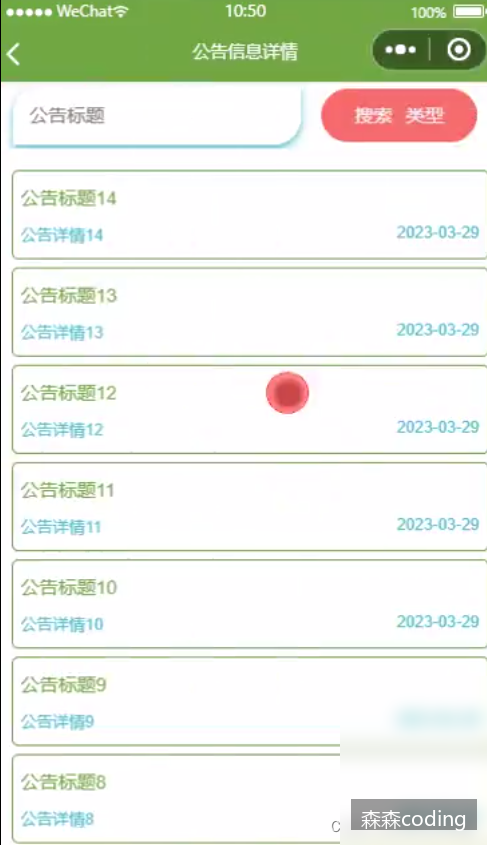 WeChat 10:50 100%
公告信息详情
公告标题 搜索 类型
公告标题14
公告详情14 2023-03-29
公告标题13
公告详情13 2023-03-29
公告标题12
公告详情12 2023-03-29
公告标题11
公告详情11 2023-03-29
公告标题10
公告详情10 2023-03-29
公告标题9
公告详情9
公告标题8
公告详情8
森森coding